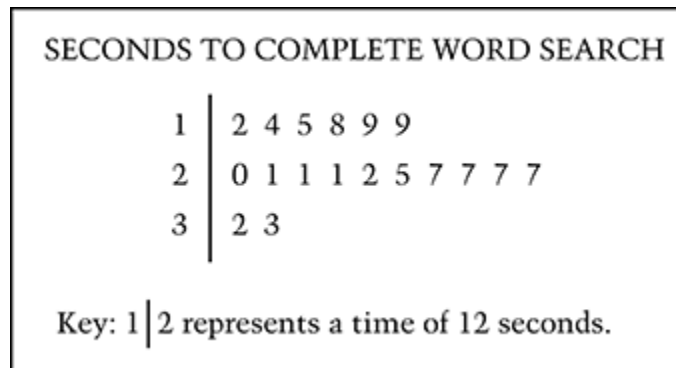 SECONDS TO COMPLETE WORD SEARCH
1 | 2 4 5 8 9 9
2 | 0 1 1 1 2 5 7 7 7 7
3 | 2 3
Key: 1|2 represents a time of 12 seconds.